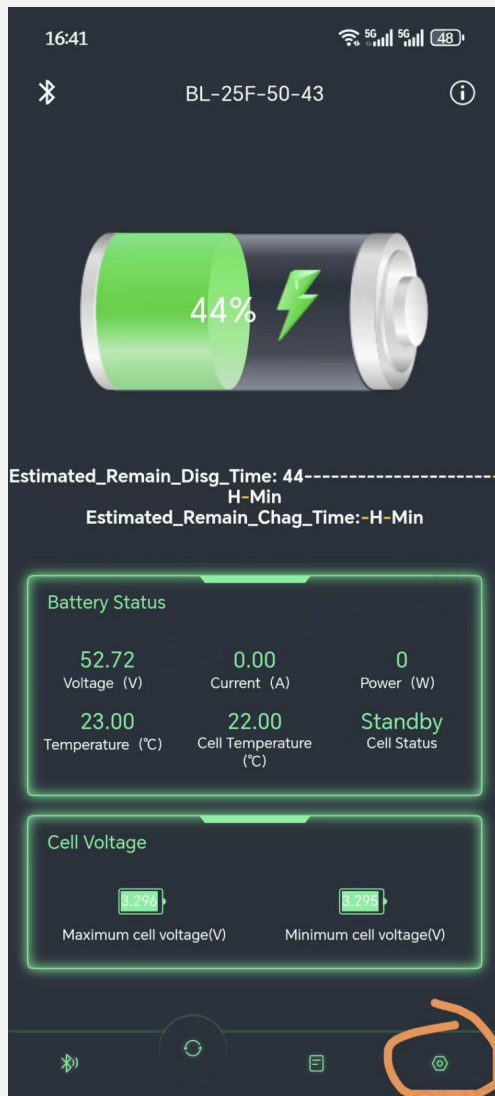 16:41
5G 5G 48
BL-25F-50-43
44%
Estimated_Remain_Disg_Time: 44--------------------
H-Min
Estimated_Remain_Chag_Time:-H-Min
Battery Status
52.72 0.00 0
Voltage (V) Current (A) Power (W)
23.00 22.00 Standby
Temperature (℃) Cell Temperature Cell Status
(℃)
Cell Voltage
3.296 3.295
Maximum cell voltage(V) Minimum cell voltage(V)